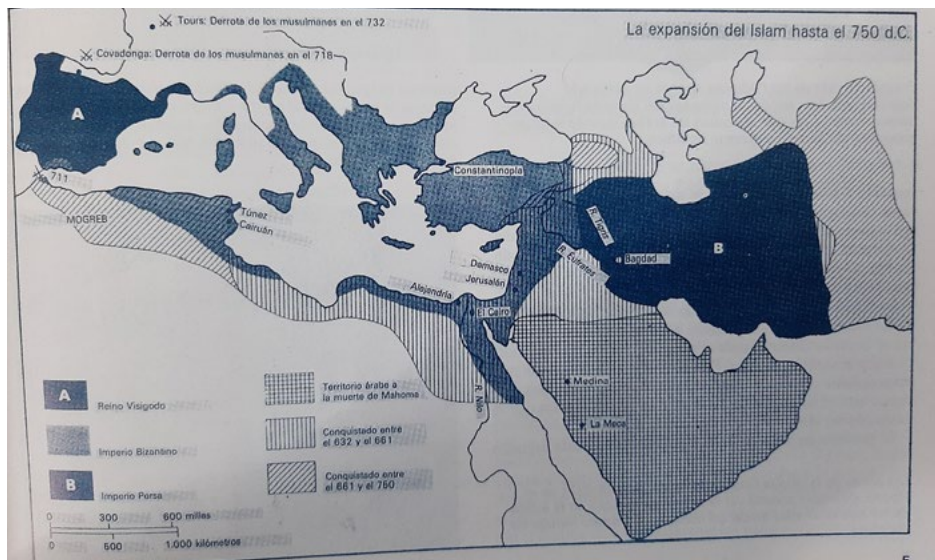 Tours: Derrota de los musulmanes en el 732
La expansión del Islam hasta el 750 d.C.
Covadonga: Derrota de los musulmanes en el 718
A
Constantinopla
711
MOGREB
Túnez
Cairuán
R. Tigris
B
Damasco
R. Eufrates
Bagdad
Jerusalén
Alejandría
El Cairo
R. Nilo
Medina
La Meca
A
Reino Visigodo
Imperio Bizantino
B
Imperio Persa
Territorio árabe a
la muerte de Mahoma
Conquistado entre
el 632 y el 661
Conquistado entre
el 661 y el 750
0 300 600 milles
0 500 1.000 kilómetros